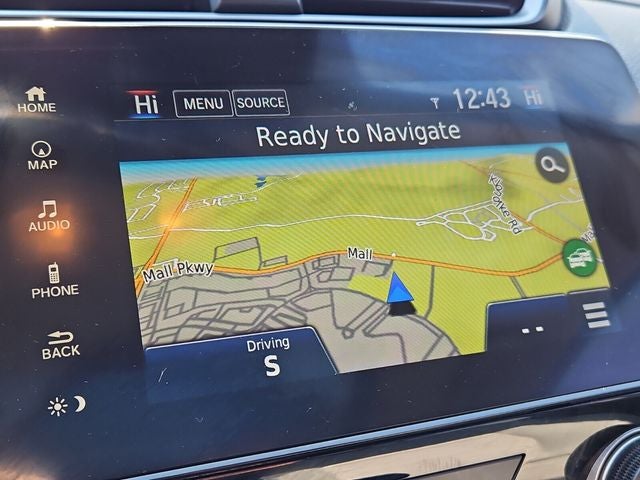 HOME
MAP
AUDIO
PHONE
BACK
Hi MENU SOURCE 12:43 Hi
Ready to Navigate
Mall Pkwy
Mall
Driving
S
--